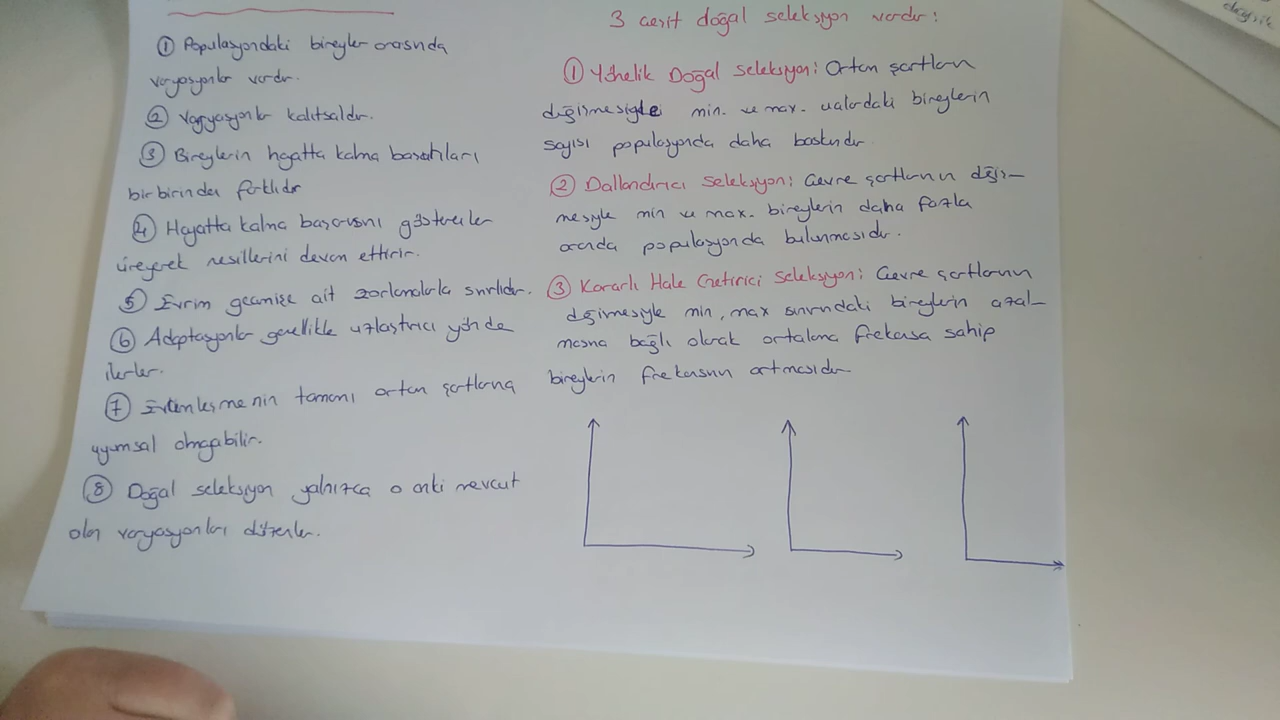 ① Populasyondaki bireyler arasında
varyasyonlar vardır.
② Varyasyonlar kalıtsaldır.
③ Bireylerin hayatta kalma başarıları
birbirinden farklıdır
④ Hayatta kalma başarısını gösterenler
üreyerek nesillerini devam ettirir.
⑤ Evrim geçmişe ait zorlamalarla sınırlıdır.
⑥ Adaptasyonlar genellikle uzlaştırıcı yönde
ilerler.
⑦ Evrimleşmenin tamamı ortam şartlarına
uyumsal olmayabilir.
⑧ Doğal seleksiyon yalnızca o anki mevcut
olan varyasyonları düzenler.
3 çeşit doğal seleksiyon vardır:
① Yönelik Doğal Seleksiyon: Ortam şartların
değişmesiyle min. ve max. uçlardaki bireylerin
sayısı populasyonda daha baskındır.
② Dallandırıcı Seleksiyon: Çevre şartlarının değiş-
mesiyle min ve max. bireylerin daha fazla
oranda populasyonda bulunmasıdır.
③ Kararlı Hale Getirici Seleksiyon: Çevre şartlarının
değimesiyle min, max sınırındaki bireylerin azal-
masına bağlı olarak ortalama frekansa sahip
bireylerin frekansının artmasıdır